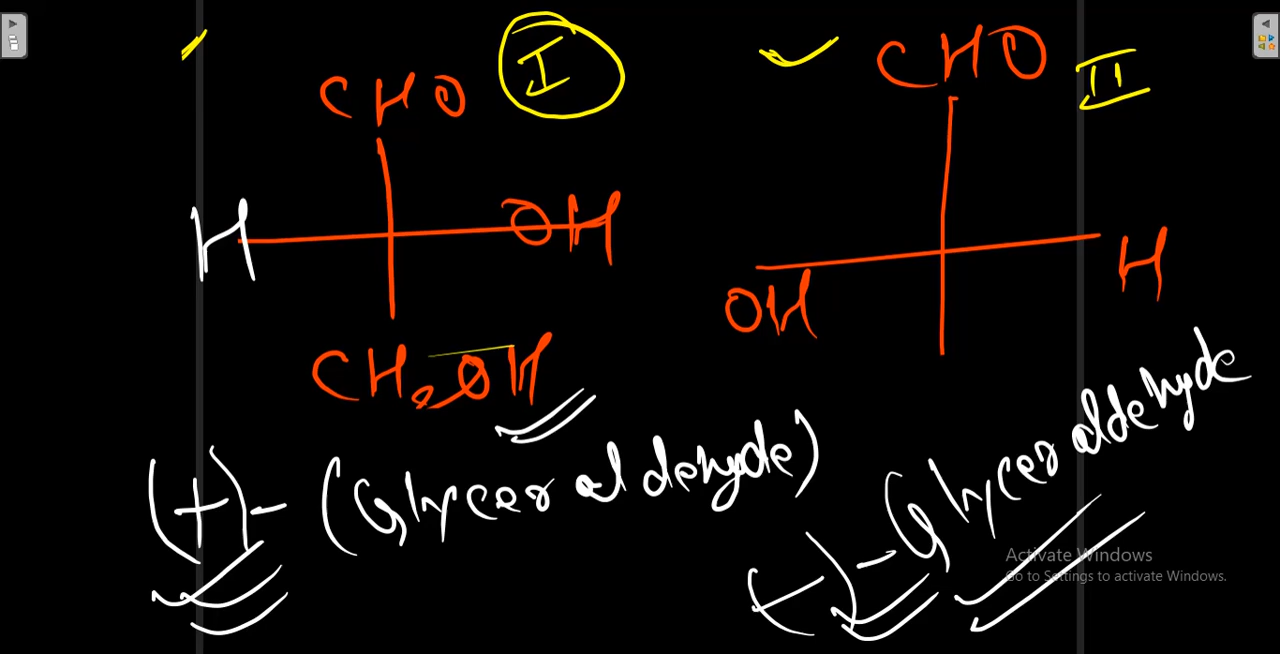 CHO I
H OH
CH2OH
(+)- (Glyceraldehyde)
CHO II
OH H
(-)-Glyceraldehyde
Activate Windows
Go to Settings to activate Windows.